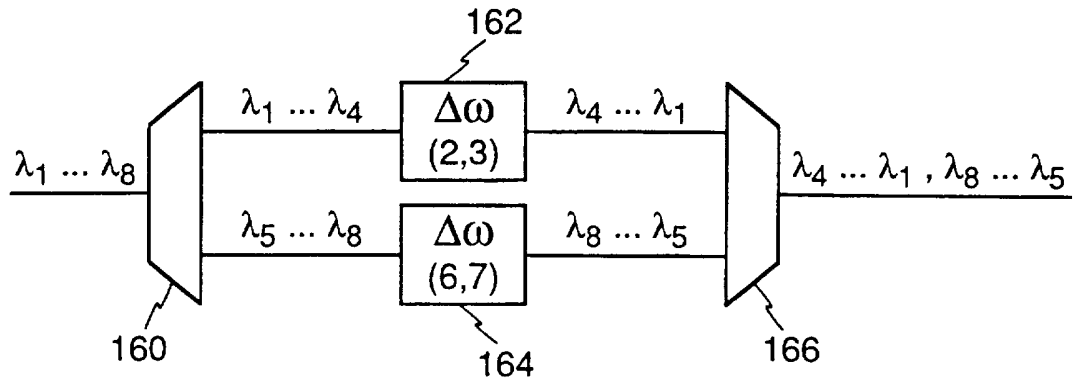 162
λ₁ ... λ₄
Δω
(2,3)
λ₄ ... λ₁
λ₁ ... λ₈
λ₄ ... λ₁ , λ₈ ... λ₅
λ₅ ... λ₈
Δω
(6,7)
λ₈ ... λ₅
160
164
166